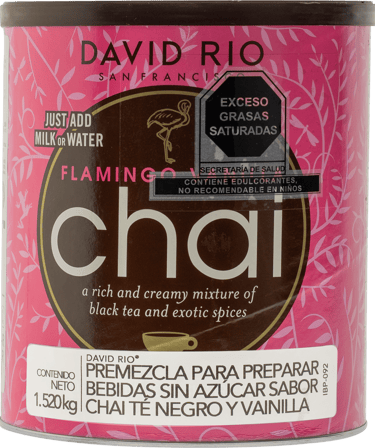 DAVID RIO
SAN FRANCISCO
JUST ADD
MILK OR WATER
EXCESO
GRASAS
SATURADAS
SECRETARÍA DE SALUD
CONTIENE EDULCORANTES,
NO RECOMENDABLE EN NIÑOS
FLAMINGO
chai
a rich and creamy mixture of
black tea and exotic spices
CONTENIDO
NETO
1.520kg
DAVID RIO®
PREMEZCLA PARA PREPARAR
BEBIDAS SIN AZÚCAR SABOR
CHAI TÉ NEGRO Y VAINILLA
IBP-092